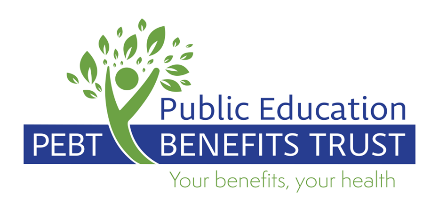 Public Education
PEBT BENEFITS TRUST
Your benefits, your health